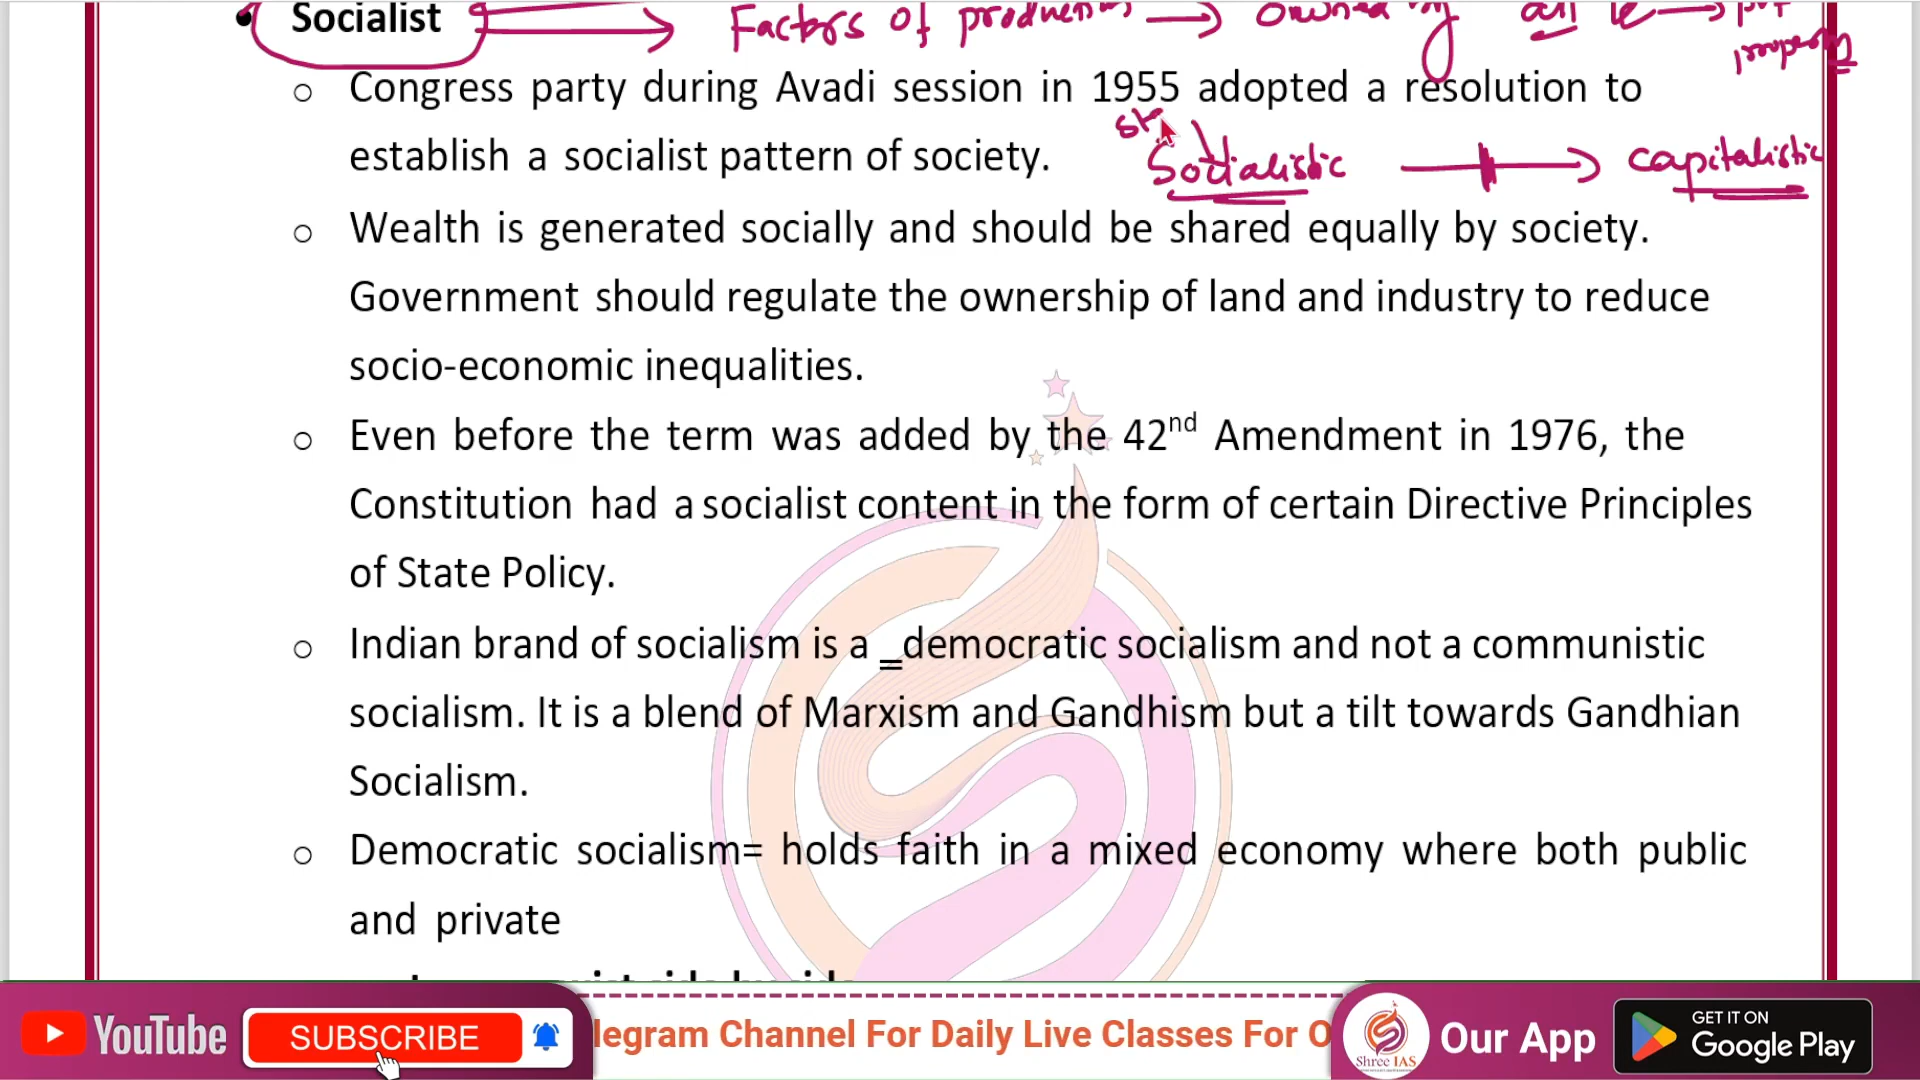 Socialist Factors of production owned by all
property
Congress party during Avadi session in 1955 adopted a resolution to
establish a socialist pattern of society.
Socialistic capitalistic
Wealth is generated socially and should be shared equally by society.
Government should regulate the ownership of land and industry to reduce
socio-economic inequalities.
Even before the term was added by the 42nd Amendment in 1976, the
Constitution had a socialist content in the form of certain Directive Principles
of State Policy.
Indian brand of socialism is a _democratic socialism and not a communistic
socialism. It is a blend of Marxism and Gandhism but a tilt towards Gandhian
Socialism.
Democratic socialism= holds faith in a mixed economy where both public
and private
YouTube SUBSCRIBE legram Channel For Daily Live Classes For O Shree IAS Our App GET IT ON Google Play